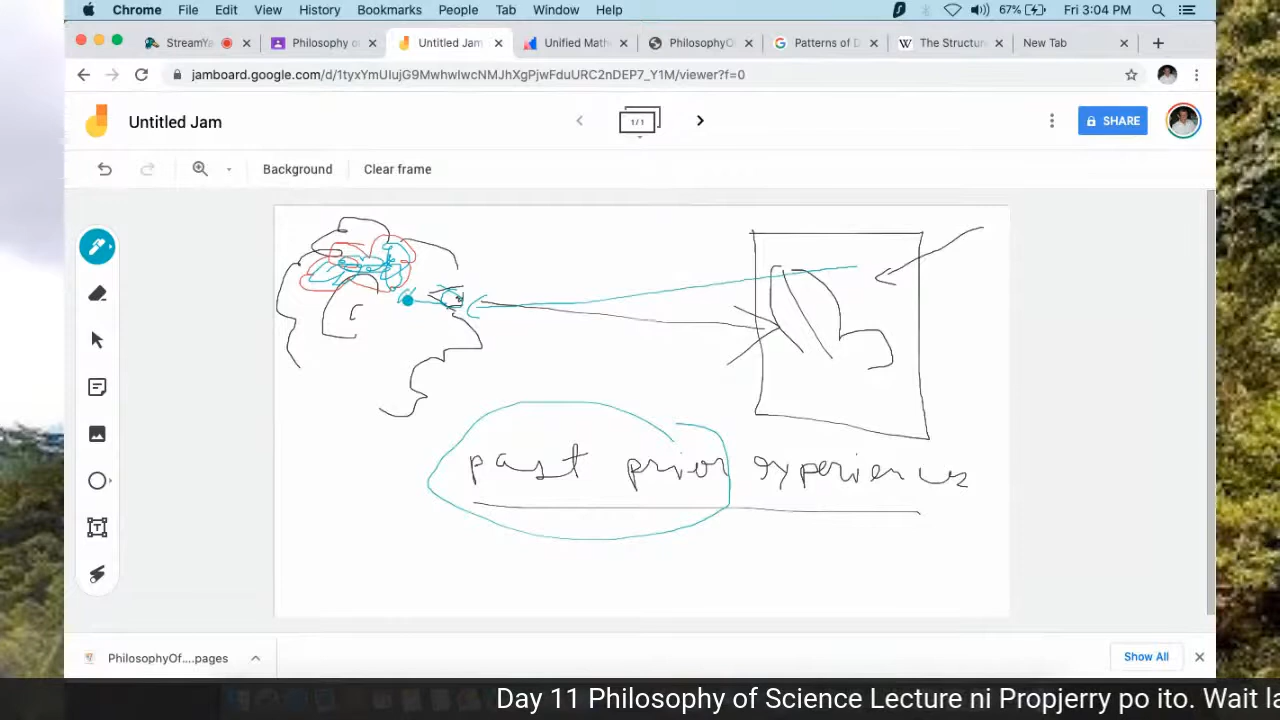 Chrome File Edit View History Bookmarks People Tab Window Help 67% Fri 3:04 PM
StreamYa Philosophy o Untitled Jam Unified Math PhilosophyO Patterns of D The Structur New Tab
jamboard.google.com/d/1tyxYmUIujG9MwhwIwcNMJhXgPjwFduURC2nDEP7_Y1M/viewer?f=0
Untitled Jam
1/1
SHARE
Background Clear frame
past prior experiences
PhilosophyOf....pages
Show All
Day 11 Philosophy of Science Lecture ni Propjerry po ito. Wait la